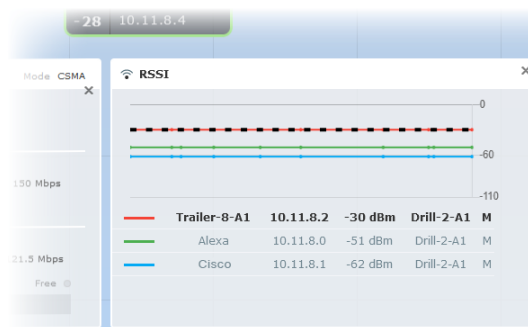 -28 10.11.8.4
Mode CSMA
RSSI
0
-60
150 Mbps
-110
Trailer-8-A1 10.11.8.2 -30 dBm Drill-2-A1 M
Alexa 10.11.8.0 -51 dBm Drill-2-A1 M
21.5 Mbps
Cisco 10.11.8.1 -62 dBm Drill-2-A1 M
Free